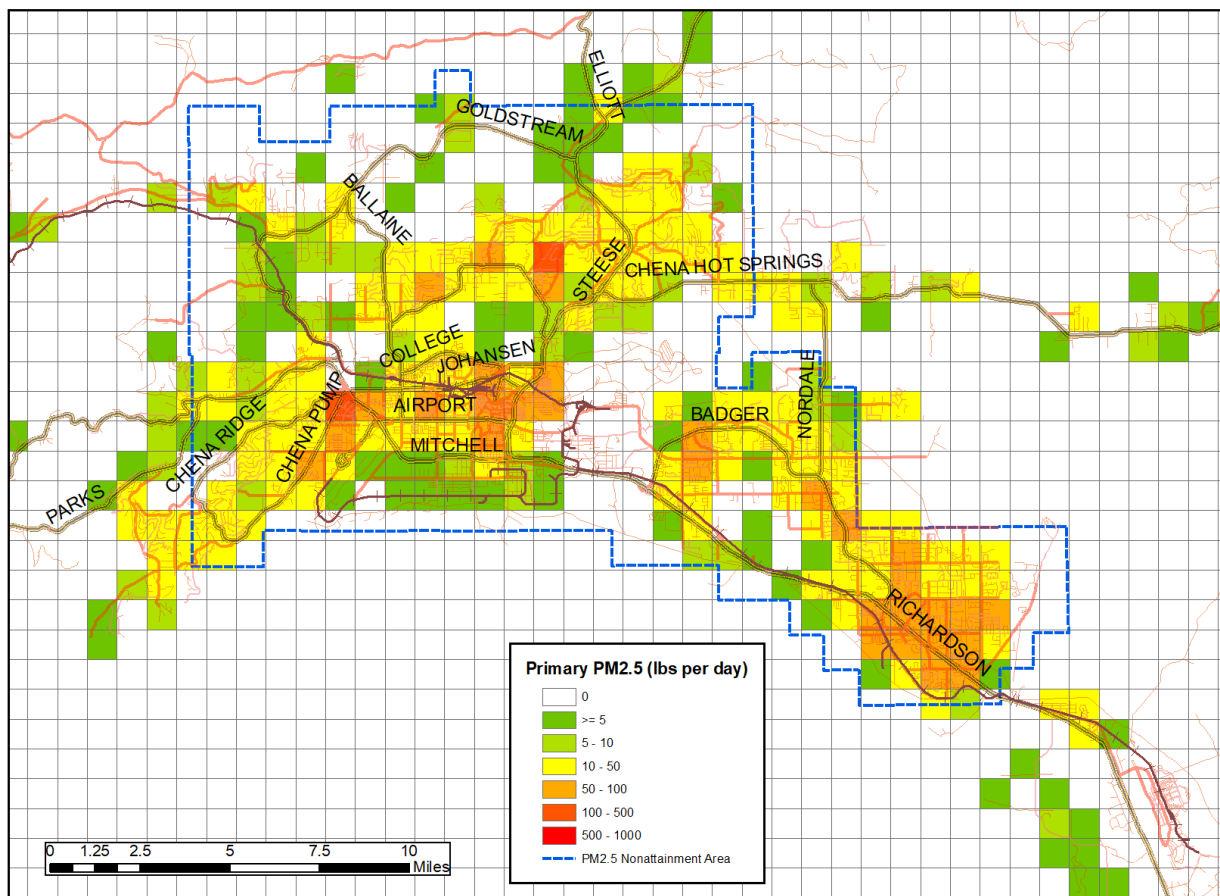 ELLIOTT
GOLDSTREAM
BALLAINE
STEESE
CHENA HOT SPRINGS
COLLEGE
JOHANSEN
NORDALE
CHENA PUMP
AIRPORT
BADGER
CHENA RIDGE
MITCHELL
PARKS
RICHARDSON
Primary PM2.5 (lbs per day)
0
>= 5
5 - 10
10 - 50
50 - 100
100 - 500
500 - 1000
PM2.5 Nonattainment Area
0 1.25 2.5 5 7.5 10
Miles